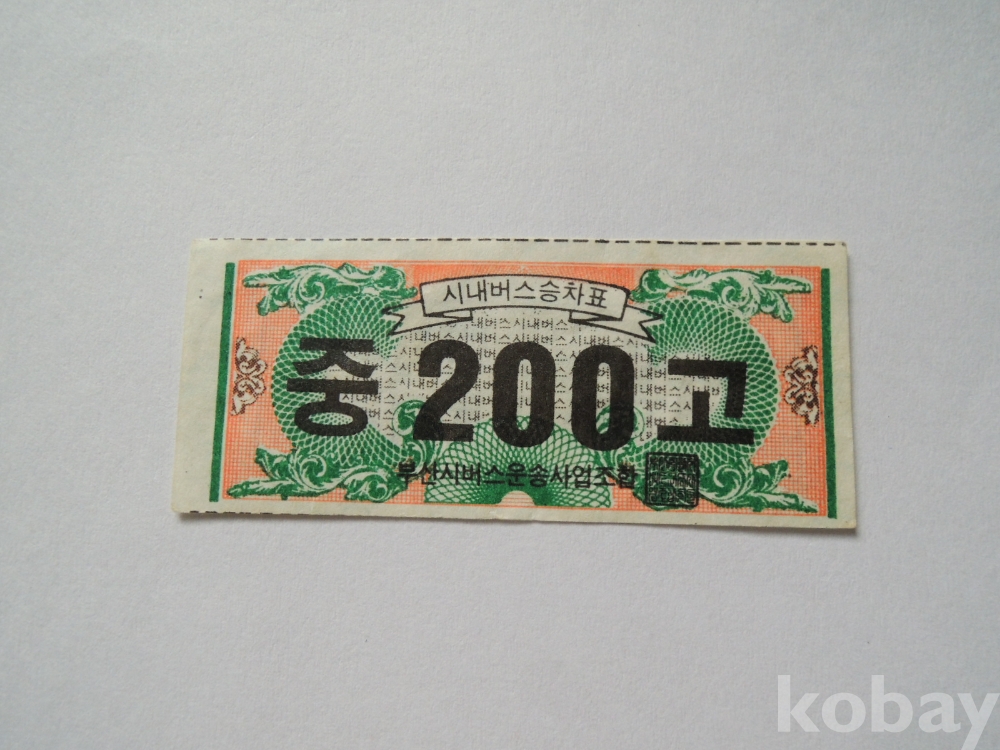 시내버스승차표
중 200 고
부산시버스운송사업조합
kobay